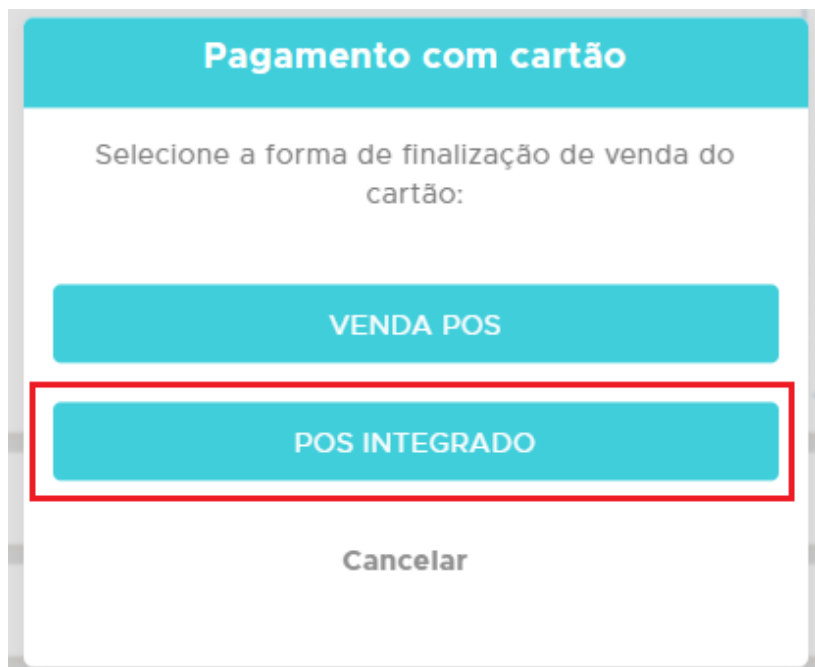 Pagamento com cartão
Selecione a forma de finalização de venda do
cartão:
VENDA POS
POS INTEGRADO
Cancelar